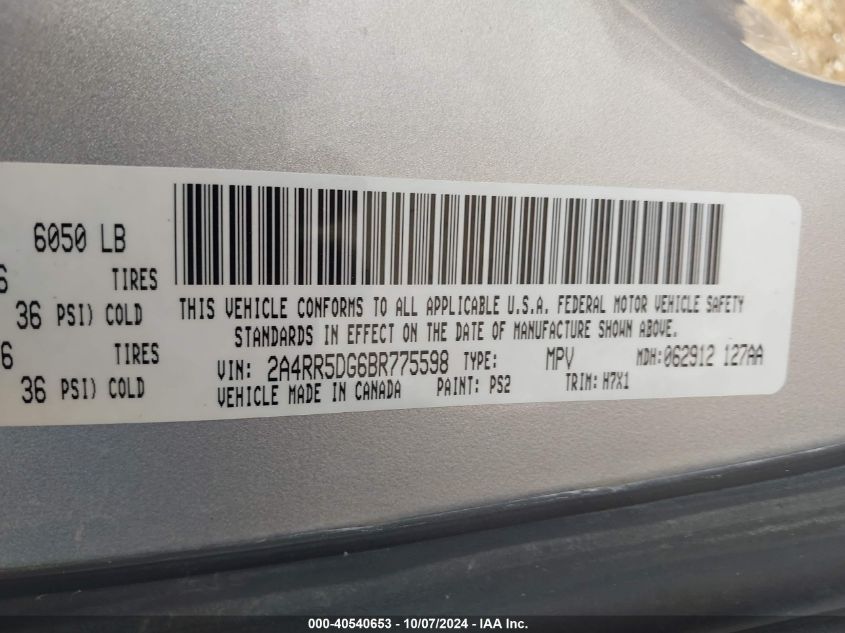 6050 LB
6 TIRES
36 PSI) COLD
6 TIRES
36 PSI) COLD
THIS VEHICLE CONFORMS TO ALL APPLICABLE U.S.A. FEDERAL MOTOR VEHICLE SAFETY
STANDARDS IN EFFECT ON THE DATE OF MANUFACTURE SHOWN ABOVE.
VIN: 2A4RR5DG6BR775598 TYPE: MPV MDH: 062912 127AA
VEHICLE MADE IN CANADA PAINT: PS2 TRIM: H7X1
000-40540653 - 10/07/2024 - IAA Inc.